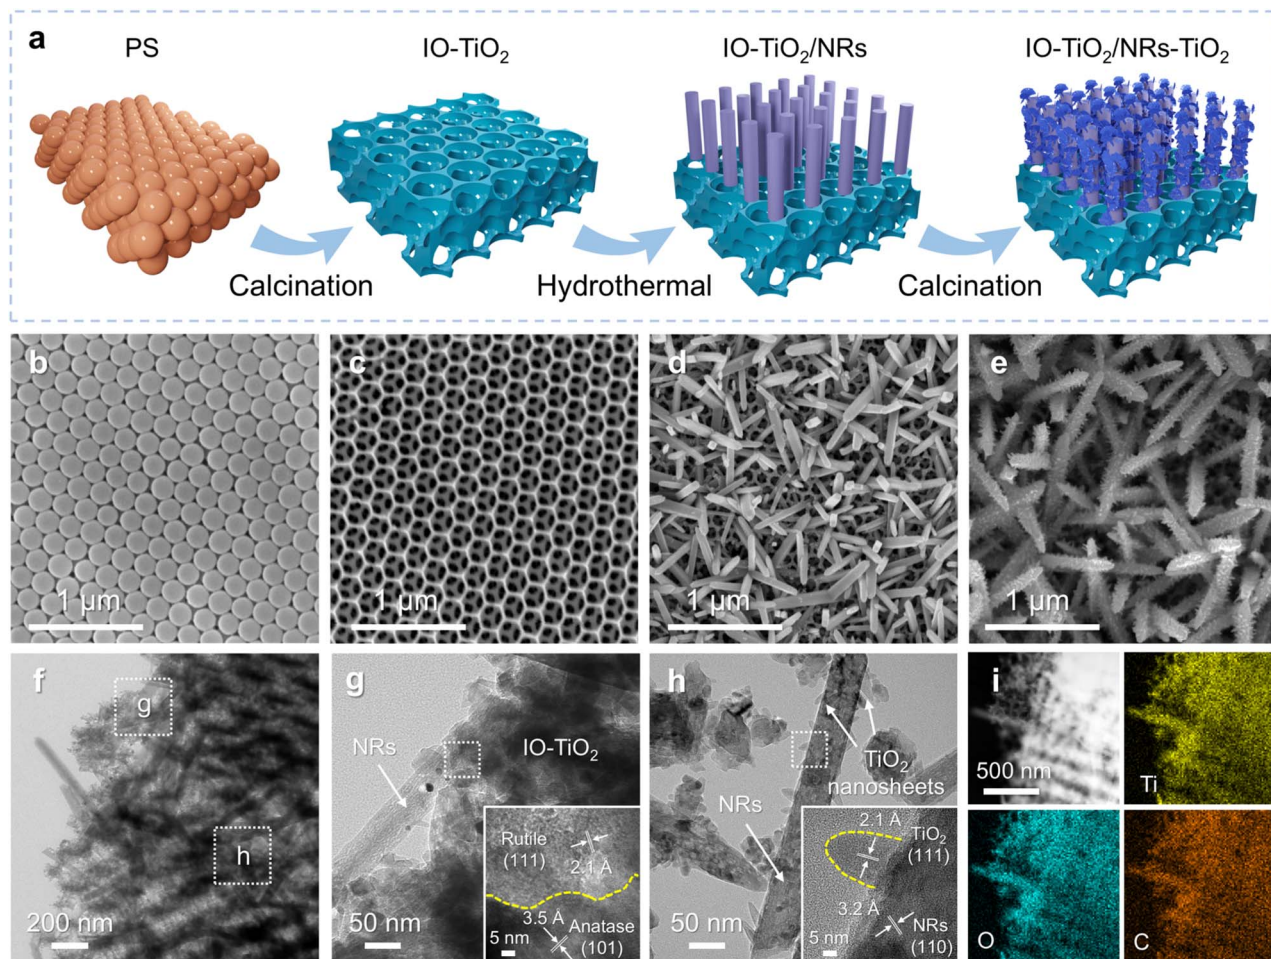 a
PS
IO-TiO₂
IO-TiO₂/NRs
IO-TiO₂/NRs-TiO₂
Calcination
Hydrothermal
Calcination
b
1 µm
c
1 µm
d
1 µm
e
1 µm
f
g
h
200 nm
g
NRs
IO-TiO₂
50 nm
Rutile
(111)
2.1 Å
3.5 Å
Anatase
(101)
5 nm
h
TiO₂
nanosheets
NRs
50 nm
2.1 Å
TiO₂
(111)
3.2 Å
NRs
(110)
5 nm
i
500 nm
Ti
O
C